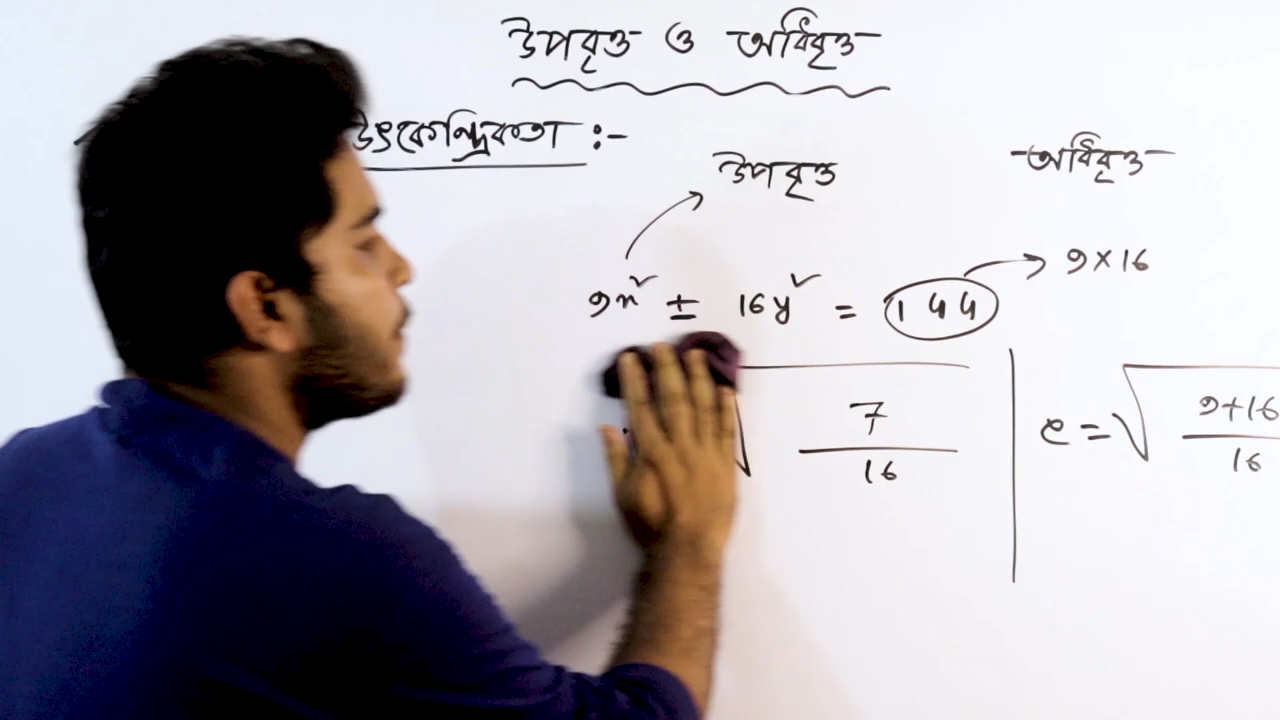 উপবৃত্ত ও অধিবৃত্ত
উৎকেন্দ্রিকতা :-
উপবৃত্ত
অধিবৃত্ত
9x² ± 16y² = 144 → 9×16
√ 7/16
e = √ 9+16/16